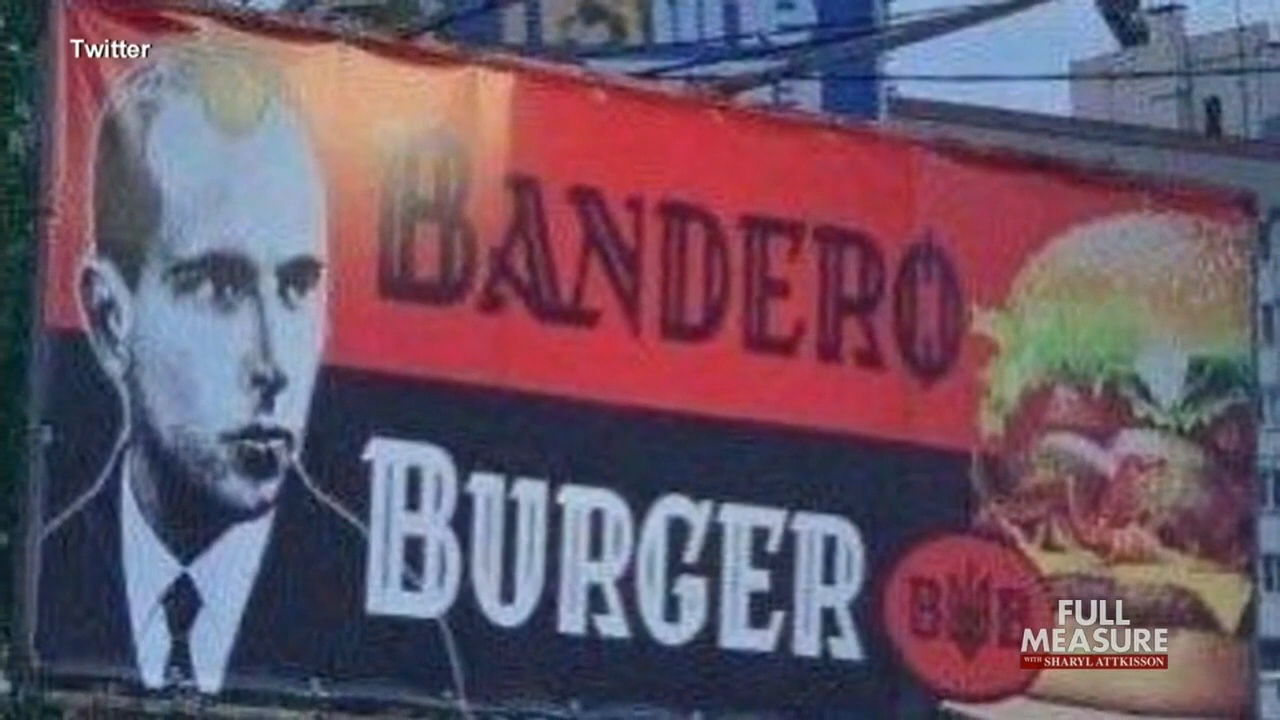 Twitter
BANDERO
BURGER
B B
FULL
MEASURE
WITH SHARYL ATTKISSON